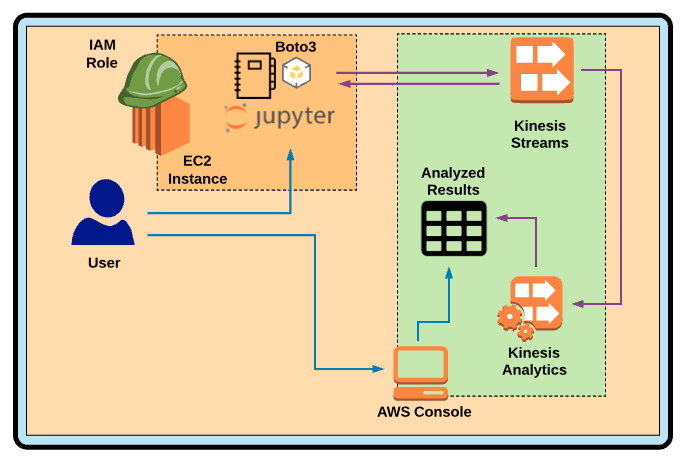 IAM
Role
Boto3
jupyter
EC2
Instance
Kinesis
Streams
Analyzed
Results
User
Kinesis
Analytics
AWS Console